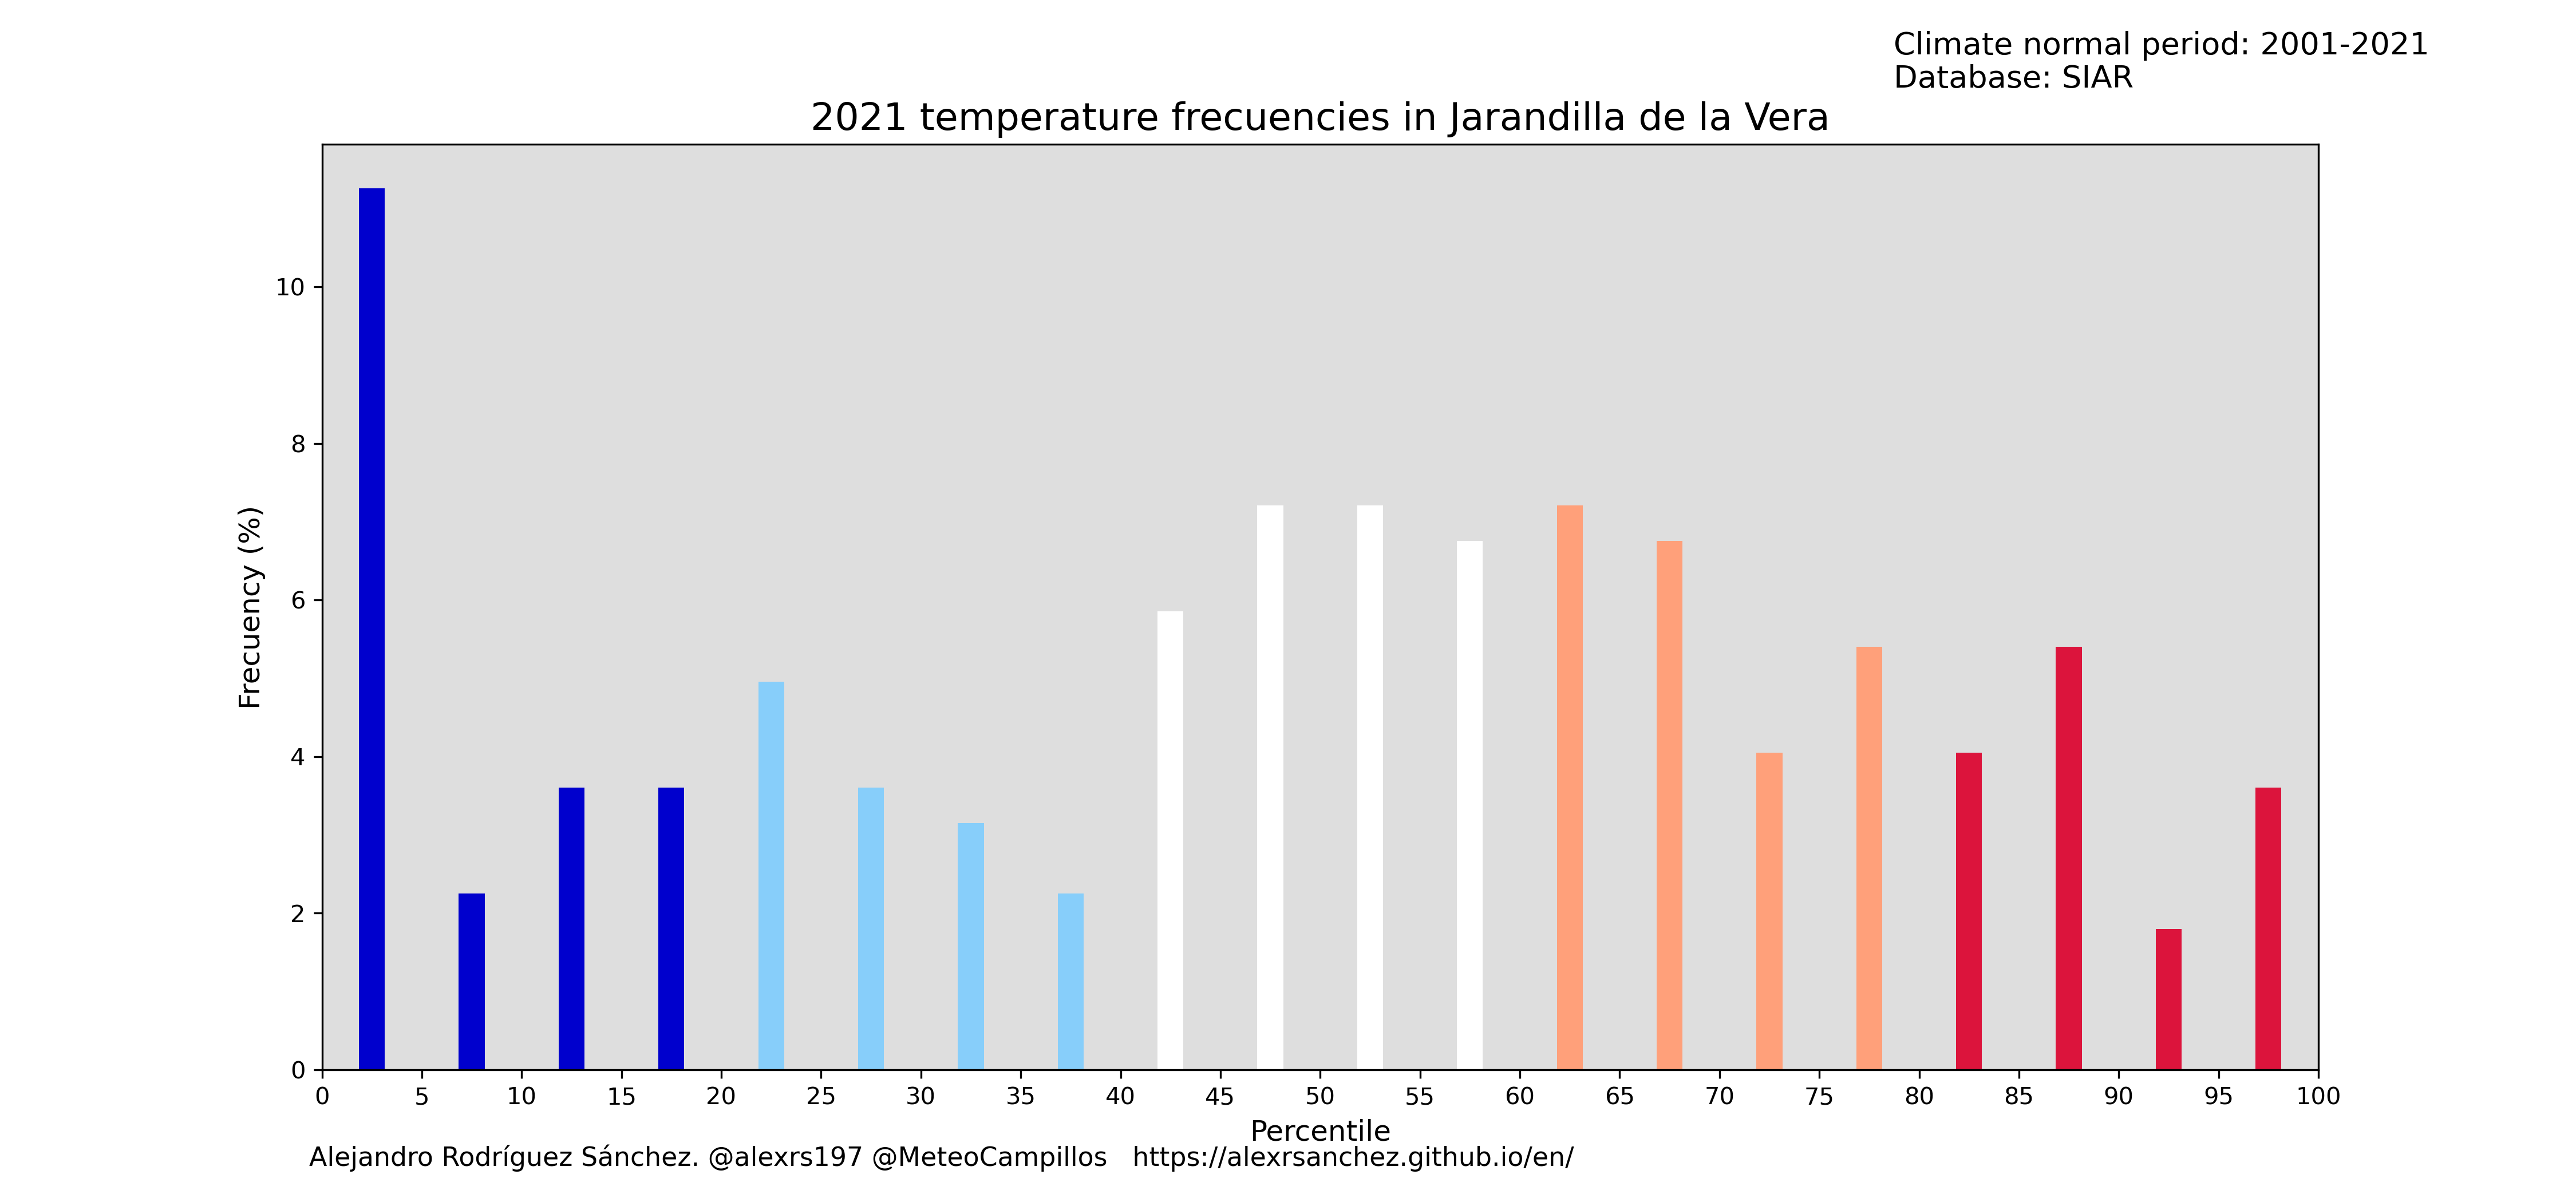 Climate normal period: 2001-2021
Database: SIAR
2021 temperature frecuencies in Jarandilla de la Vera
10
8
6
4
2
0
Frecuency (%)
0 5 10 15 20 25 30 35 40 45 50 55 60 65 70 75 80 85 90 95 100
Percentile
Alejandro Rodríguez Sánchez. @alexrs197 @MeteoCampillos https://alexrsanchez.github.io/en/